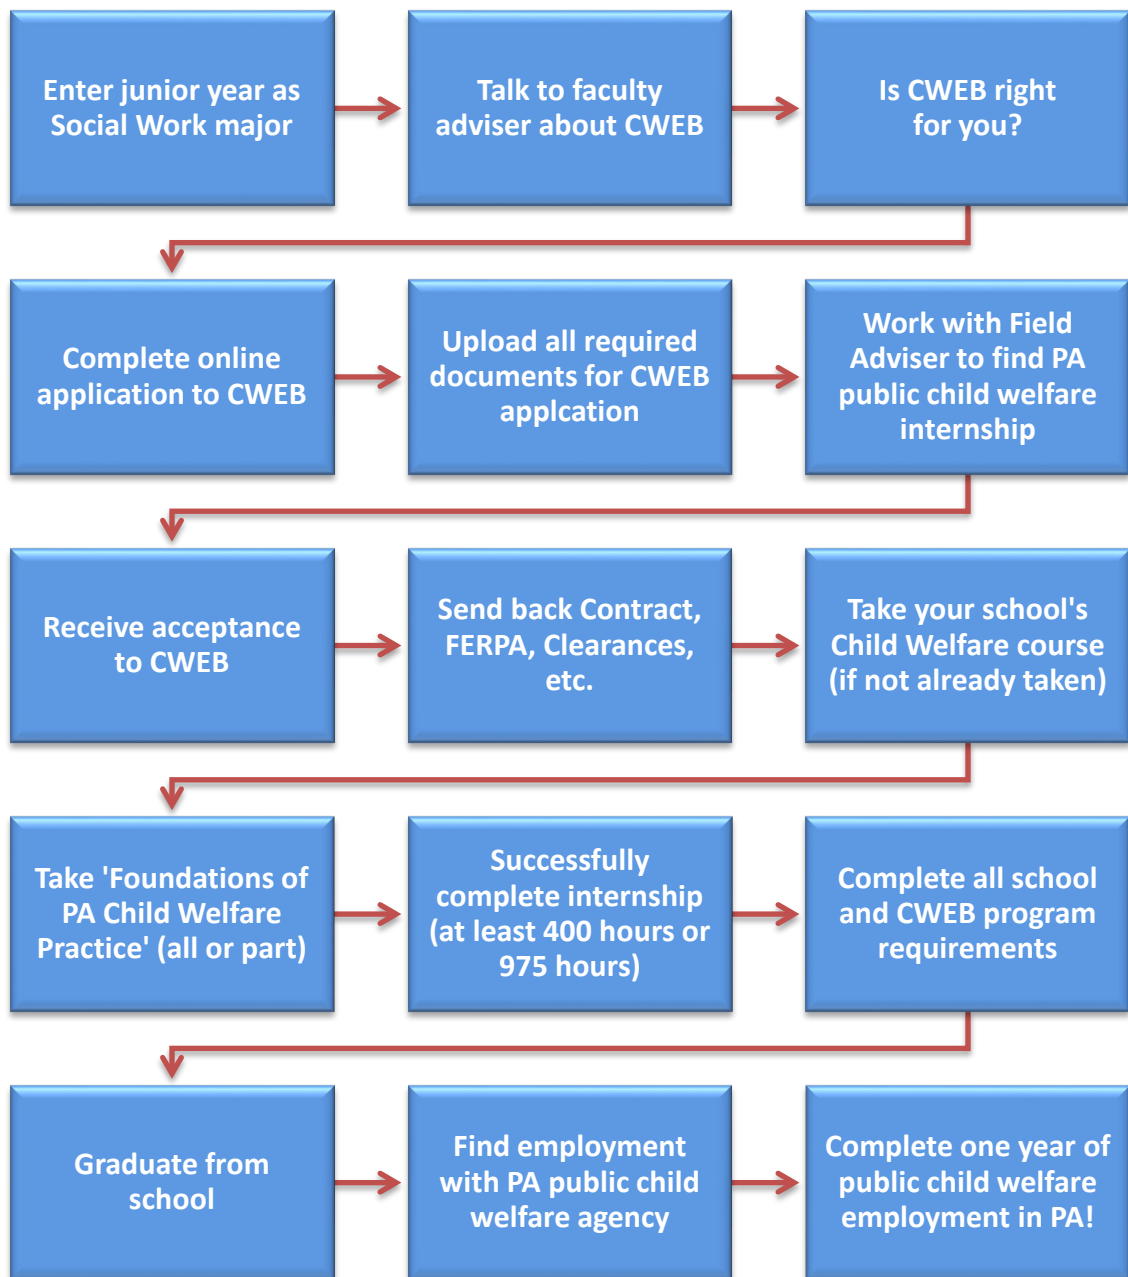 Enter junior year as
Social Work major
Talk to faculty
adviser about CWEB
Is CWEB right
for you?
Complete online
application to CWEB
Upload all required
documents for CWEB
applcation
Work with Field
Adviser to find PA
public child welfare
internship
Receive acceptance
to CWEB
Send back Contract,
FERPA, Clearances,
etc.
Take your school's
Child Welfare course
(if not already taken)
Take 'Foundations of
PA Child Welfare
Practice' (all or part)
Successfully
complete internship
(at least 400 hours or
975 hours)
Complete all school
and CWEB program
requirements
Graduate from
school
Find employment
with PA public child
welfare agency
Complete one year of
public child welfare
employment in PA!